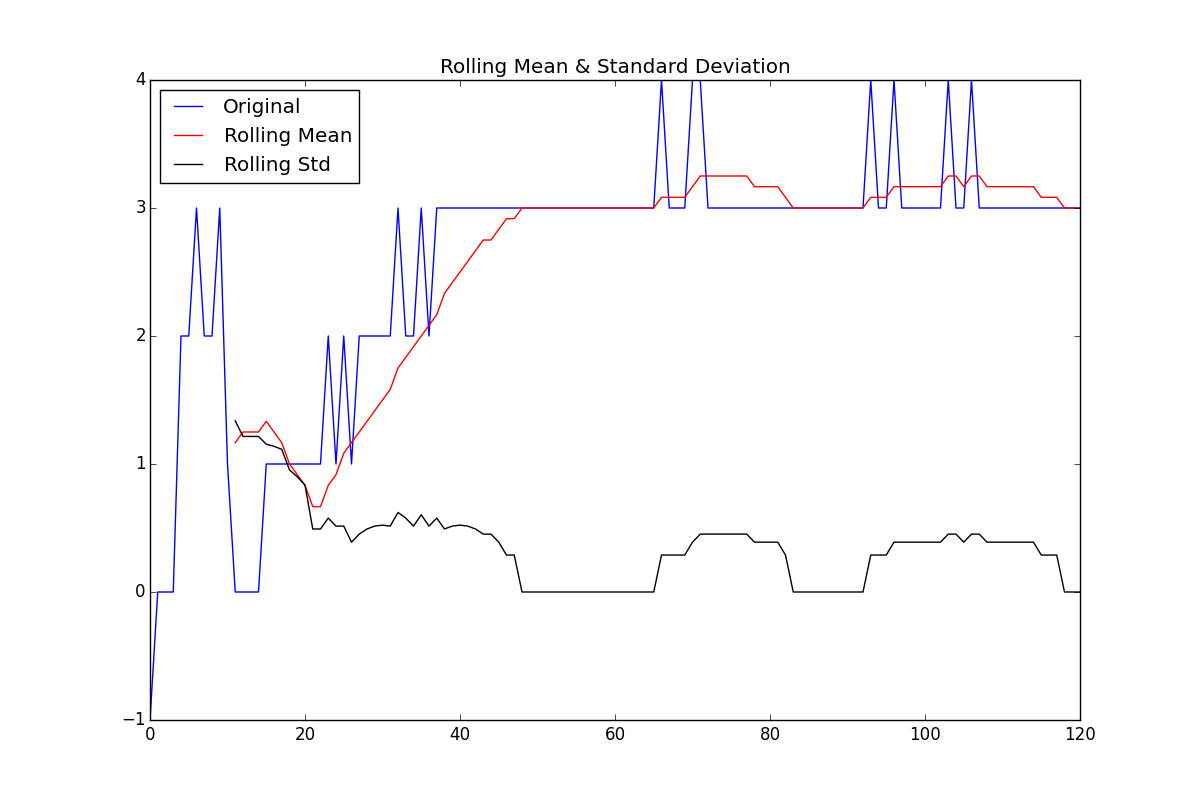 Rolling Mean & Standard Deviation
Original
Rolling Mean
Rolling Std
4
3
2
1
0
−1
0 20 40 60 80 100 120